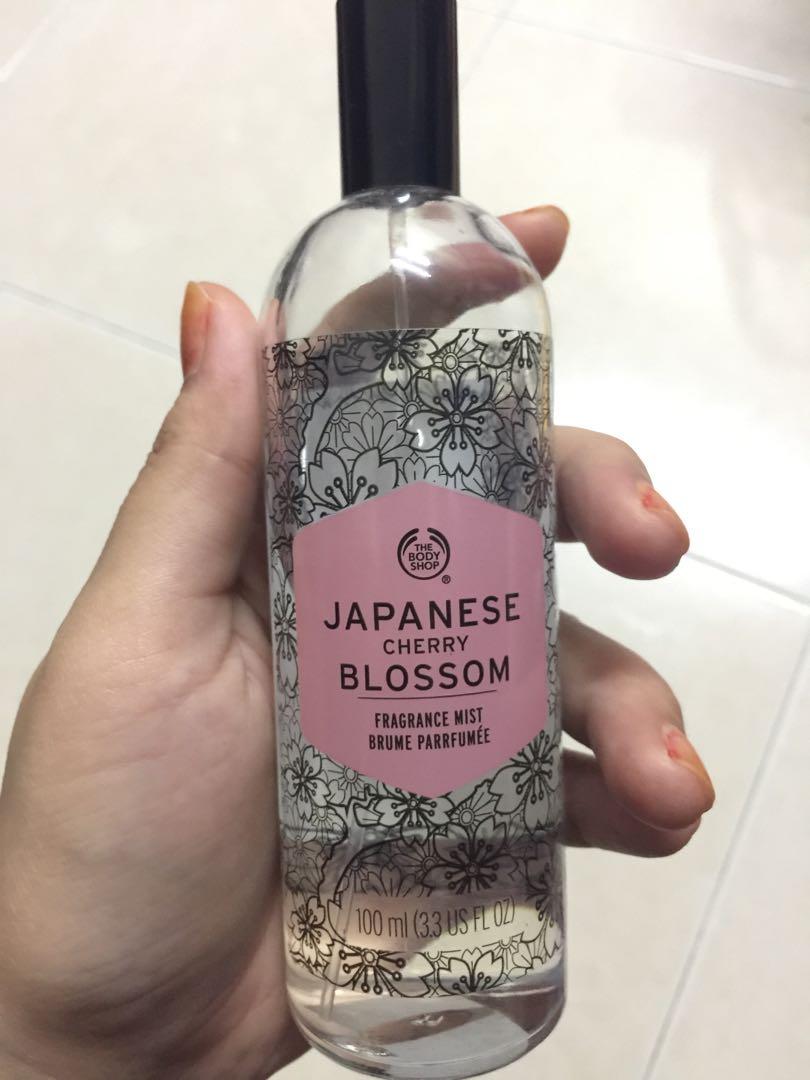 THE
BODY
SHOP
®
JAPANESE
CHERRY
BLOSSOM
FRAGRANCE MIST
BRUME PARRFUMÉE
100 ml (3.3 US FL OZ)